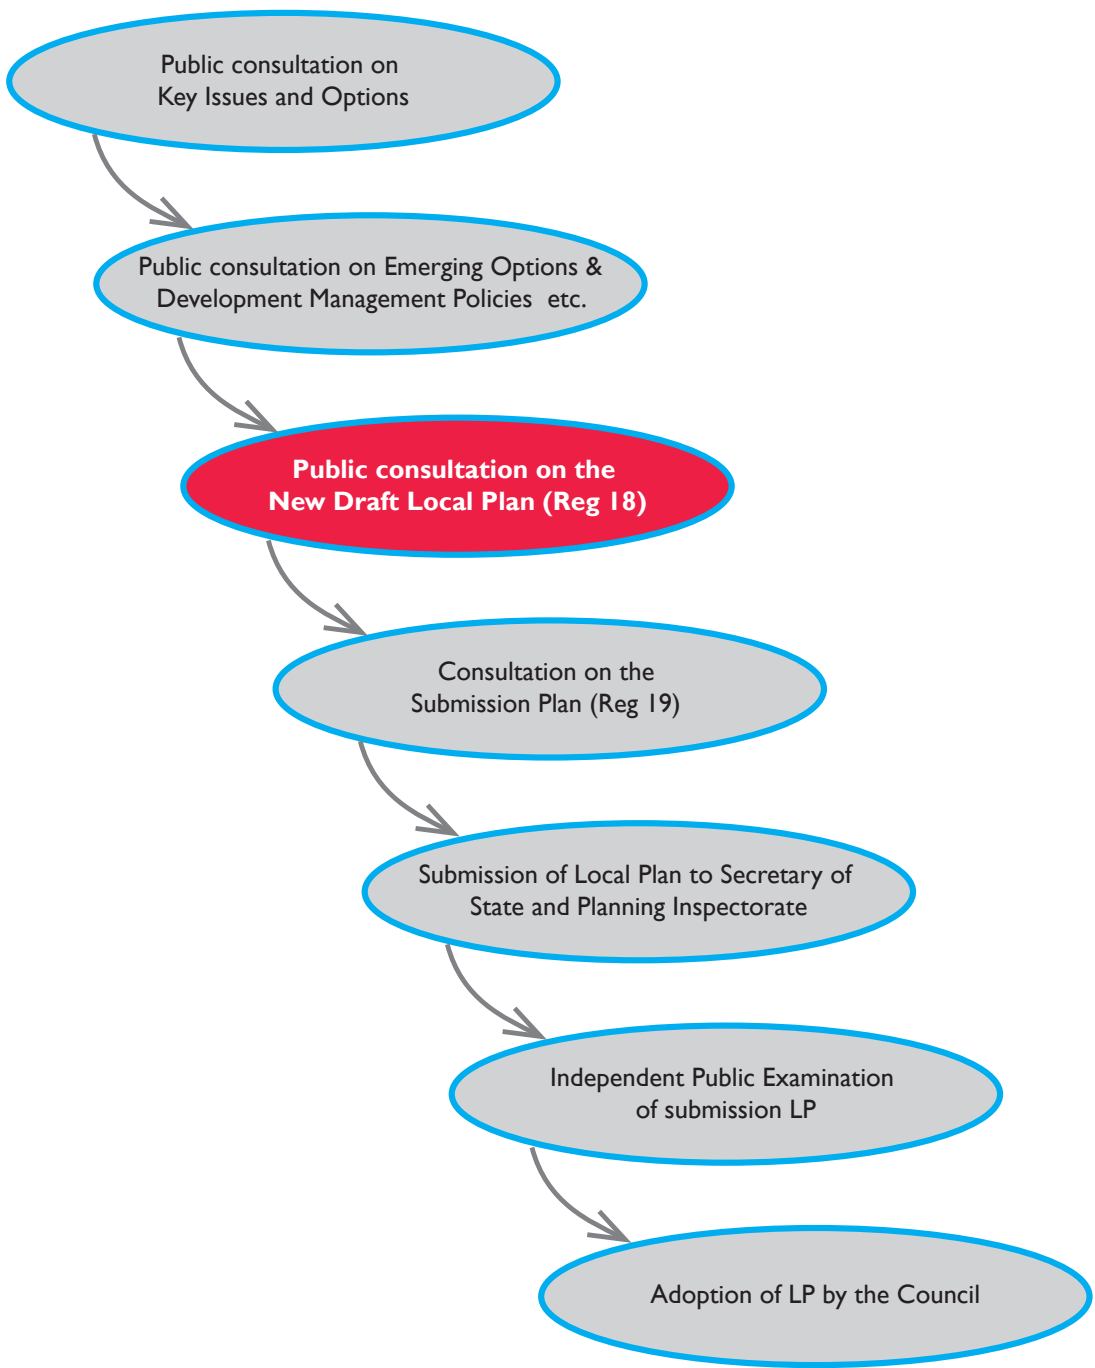 Public consultation on
Key Issues and Options
Public consultation on Emerging Options &
Development Management Policies  etc.
Public consultation on the
New Draft Local Plan (Reg 18)
Consultation on the
Submission Plan (Reg 19)
Submission of Local Plan to Secretary of
State and Planning Inspectorate
Independent Public Examination
of submission LP
Adoption of LP by the Council